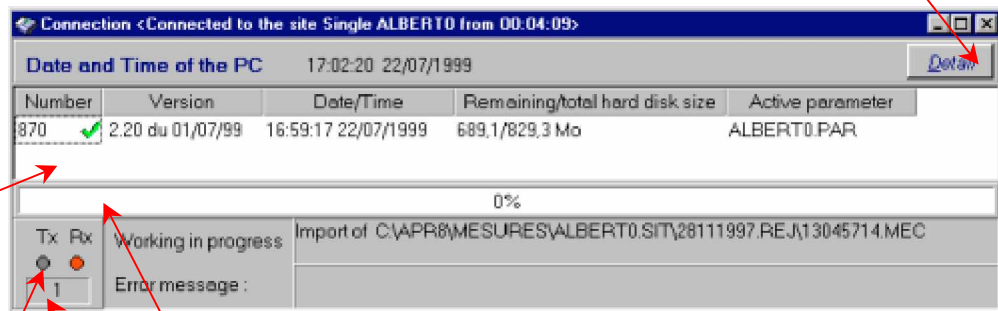 Connection <Connected to the site Single ALBERT0 from 00:04:09>
Date and Time of the PC 17:02:20 22/07/1999 Detail
Number Version Date/Time Remaining/total hard disk size Active parameter
870 2.20 du 01/07/99 16:59:17 22/07/1999 689,1/829,3 Mo ALBERT0.PAR
0%
Tx Rx Working in progress Import of C:\APR8\MESURES\ALBERT0.SIT\28111997.REJ\13045714.MEC
1 Error message :